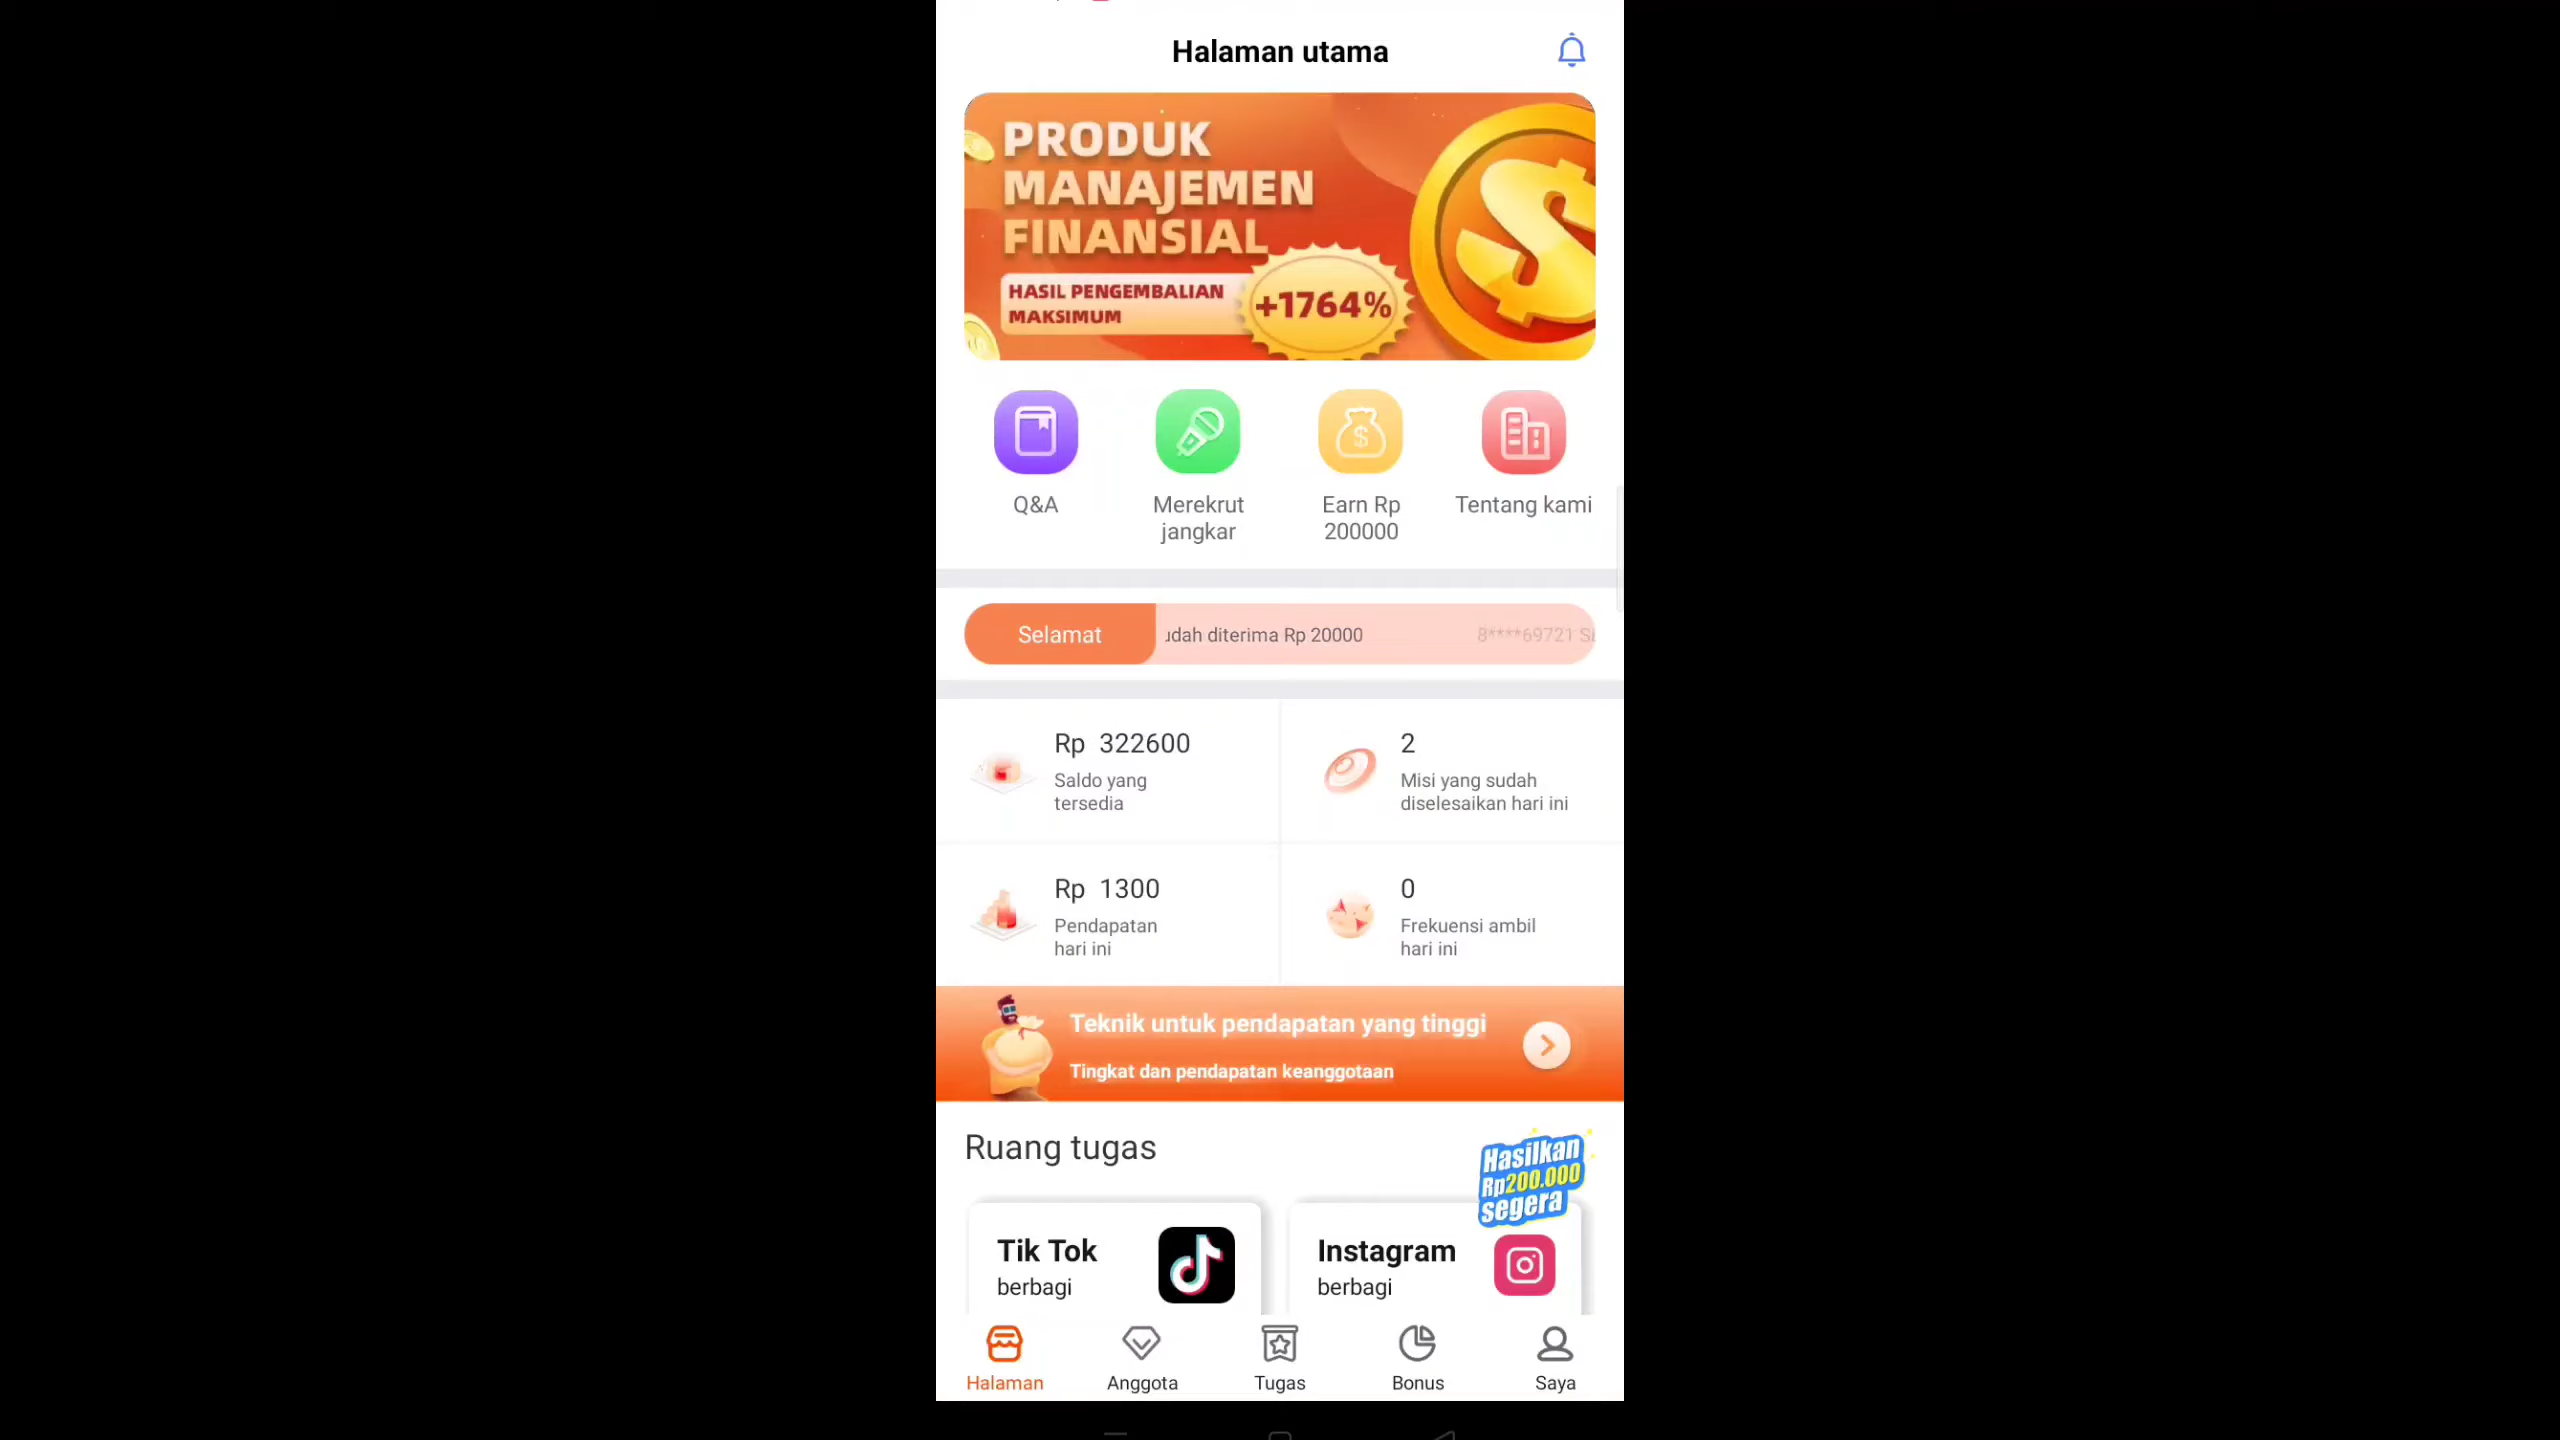 Halaman utama
PRODUK
MANAJEMEN
FINANSIAL
HASIL PENGEMBALIAN
MAKSIMUM
+1764%
Q&A
Merekrut
jangkar
Earn Rp
200000
Tentang kami
Selamat
diterima Rp 20000
8****69721
Rp 322600
Saldo yang
tersedia
2
Misi yang sudah
diselesaikan hari ini
Rp 1300
Pendapatan
hari ini
0
Frekuensi ambil
hari ini
Teknik untuk pendapatan yang tinggi
Tingkat dan pendapatan keanggotaan
Ruang tugas
Hasilkan
Rp200.000
segera
Tik Tok
berbagi
Instagram
berbagi
Halaman
Anggota
Tugas
Bonus
Saya